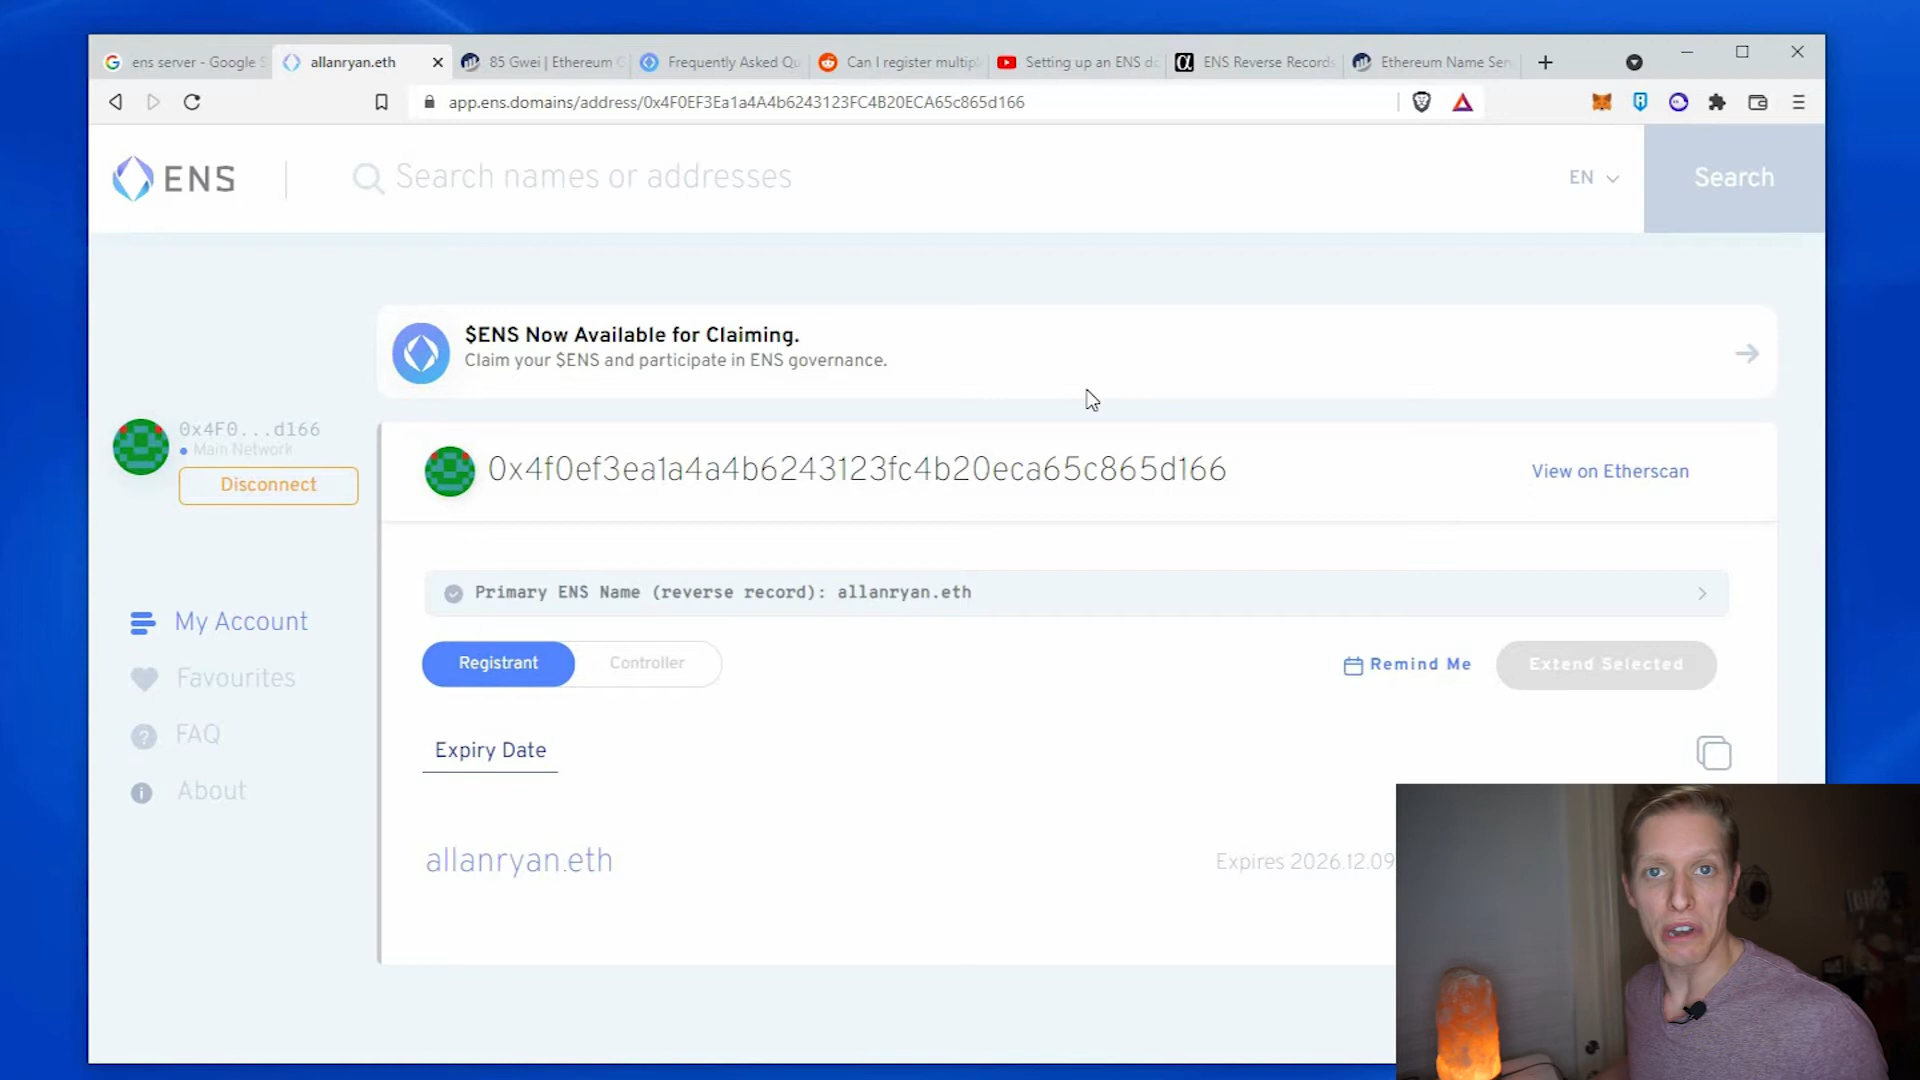 ens server - Google S
allanryan.eth
85 Gwei | Ethereum G
Frequently Asked Qu
Can I register multipl
Setting up an ENS do
ENS Reverse Records
Ethereum Name Serv
app.ens.domains/address/0x4F0EF3Ea1a4A4b6243123FC4B20ECA65c865d166
ENS
Search names or addresses
EN
Search
$ENS Now Available for Claiming.
Claim your $ENS and participate in ENS governance.
0x4F0...d166
Main Network
Disconnect
0x4f0ef3ea1a4a4b6243123fc4b20eca65c865d166
View on Etherscan
Primary ENS Name (reverse record): allanryan.eth
My Account
Favourites
FAQ
About
Registrant
Controller
Remind Me
Extend Selected
Expiry Date
allanryan.eth
Expires 2026.12.09